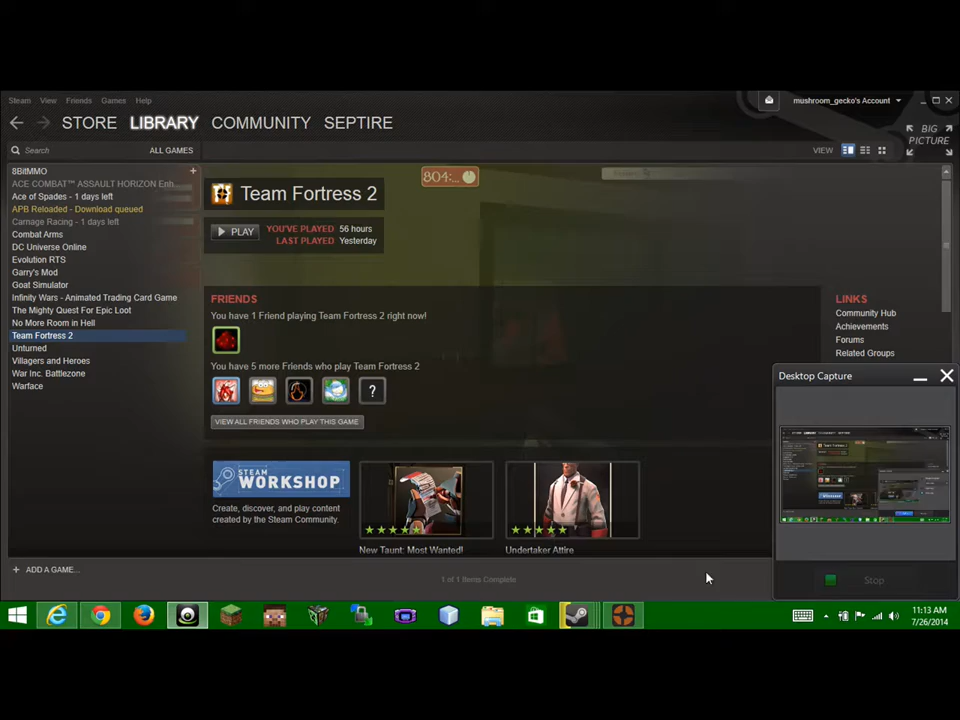 Steam View Friends Games Help
mushroom_gecko's Account
STORE LIBRARY COMMUNITY SEPTIRE
BIG PICTURE
Search ALL GAMES
VIEW
8BitMMO
ACE COMBAT™ ASSAULT HORIZON Enh
Ace of Spades - 1 days left
APB Reloaded - Download queued
Carnage Racing - 1 days left
Combat Arms
DC Universe Online
Evolution RTS
Garry's Mod
Goat Simulator
Infinity Wars - Animated Trading Card Game
The Mighty Quest For Epic Loot
No More Room in Hell
Team Fortress 2
Unturned
Villagers and Heroes
War Inc. Battlezone
Warface
804:...
Team Fortress 2
PLAY
YOU'VE PLAYED 56 hours
LAST PLAYED Yesterday
FRIENDS
You have 1 Friend playing Team Fortress 2 right now!
You have 5 more Friends who play Team Fortress 2
?
VIEW ALL FRIENDS WHO PLAY THIS GAME
LINKS
Community Hub
Achievements
Forums
Related Groups
STEAM WORKSHOP
Create, discover, and play content
created by the Steam Community.
New Taunt: Most Wanted!
Undertaker Attire
Desktop Capture
Stop
+ ADD A GAME...
1 of 1 Items Complete
11:13 AM
7/26/2014